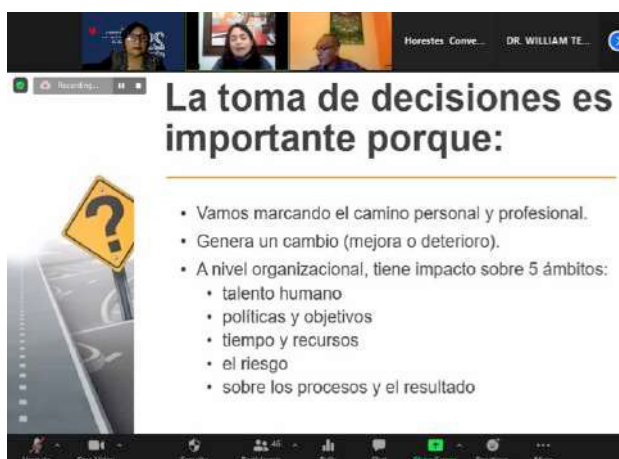 Horestes Conve...
DR. WILLIAM TE...
Recording...
La toma de decisiones es
importante porque:
?
• Vamos marcando el camino personal y profesional.
• Genera un cambio (mejora o deterioro).
• A nivel organizacional, tiene impacto sobre 5 ámbitos:
• talento humano
• políticas y objetivos
• tiempo y recursos
• el riesgo
• sobre los procesos y el resultado